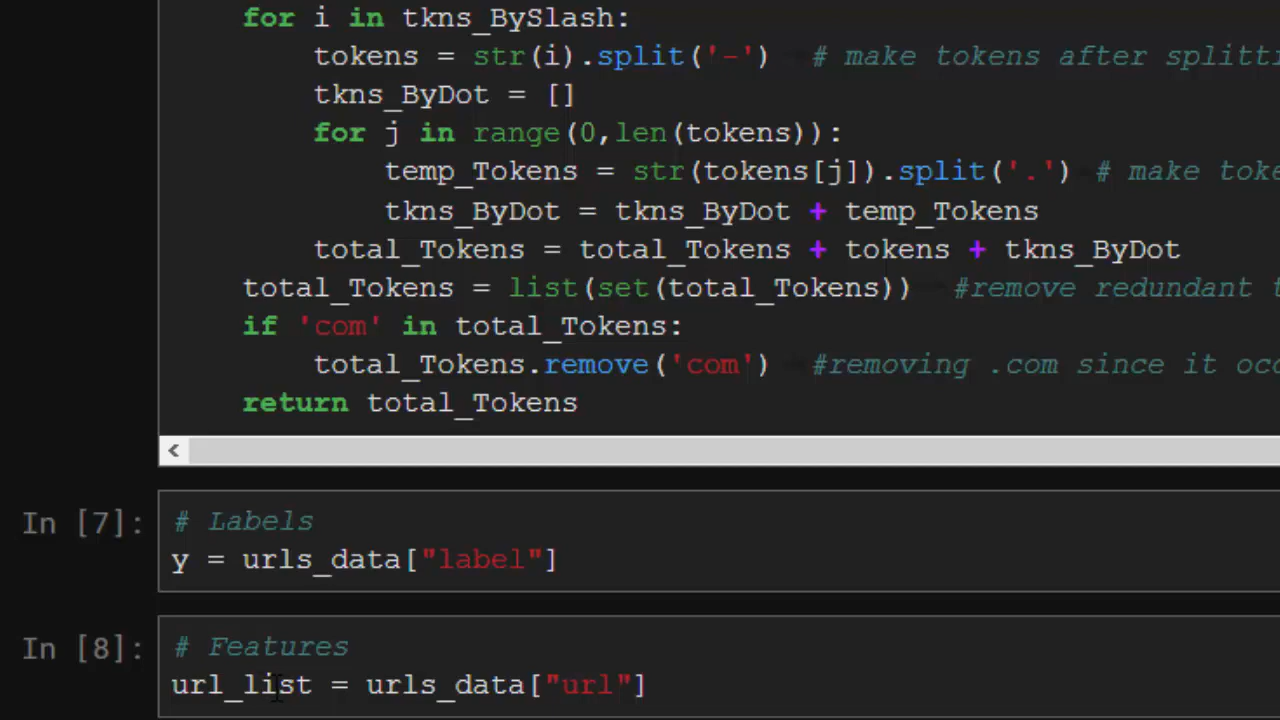 for i in tkns_BySlash:
tokens = str(i).split('-') # make tokens after splitti
tkns_ByDot = []
for j in range(0,len(tokens)):
temp_Tokens = str(tokens[j]).split('.') # make toke
tkns_ByDot = tkns_ByDot + temp_Tokens
total_Tokens = total_Tokens + tokens + tkns_ByDot
total_Tokens = list(set(total_Tokens)) #remove redundant t
if 'com' in total_Tokens:
total_Tokens.remove('com') #removing .com since it occ
return total_Tokens
In [7]: # Labels
y = urls_data["label"]
In [8]: # Features
url_list = urls_data["url"]